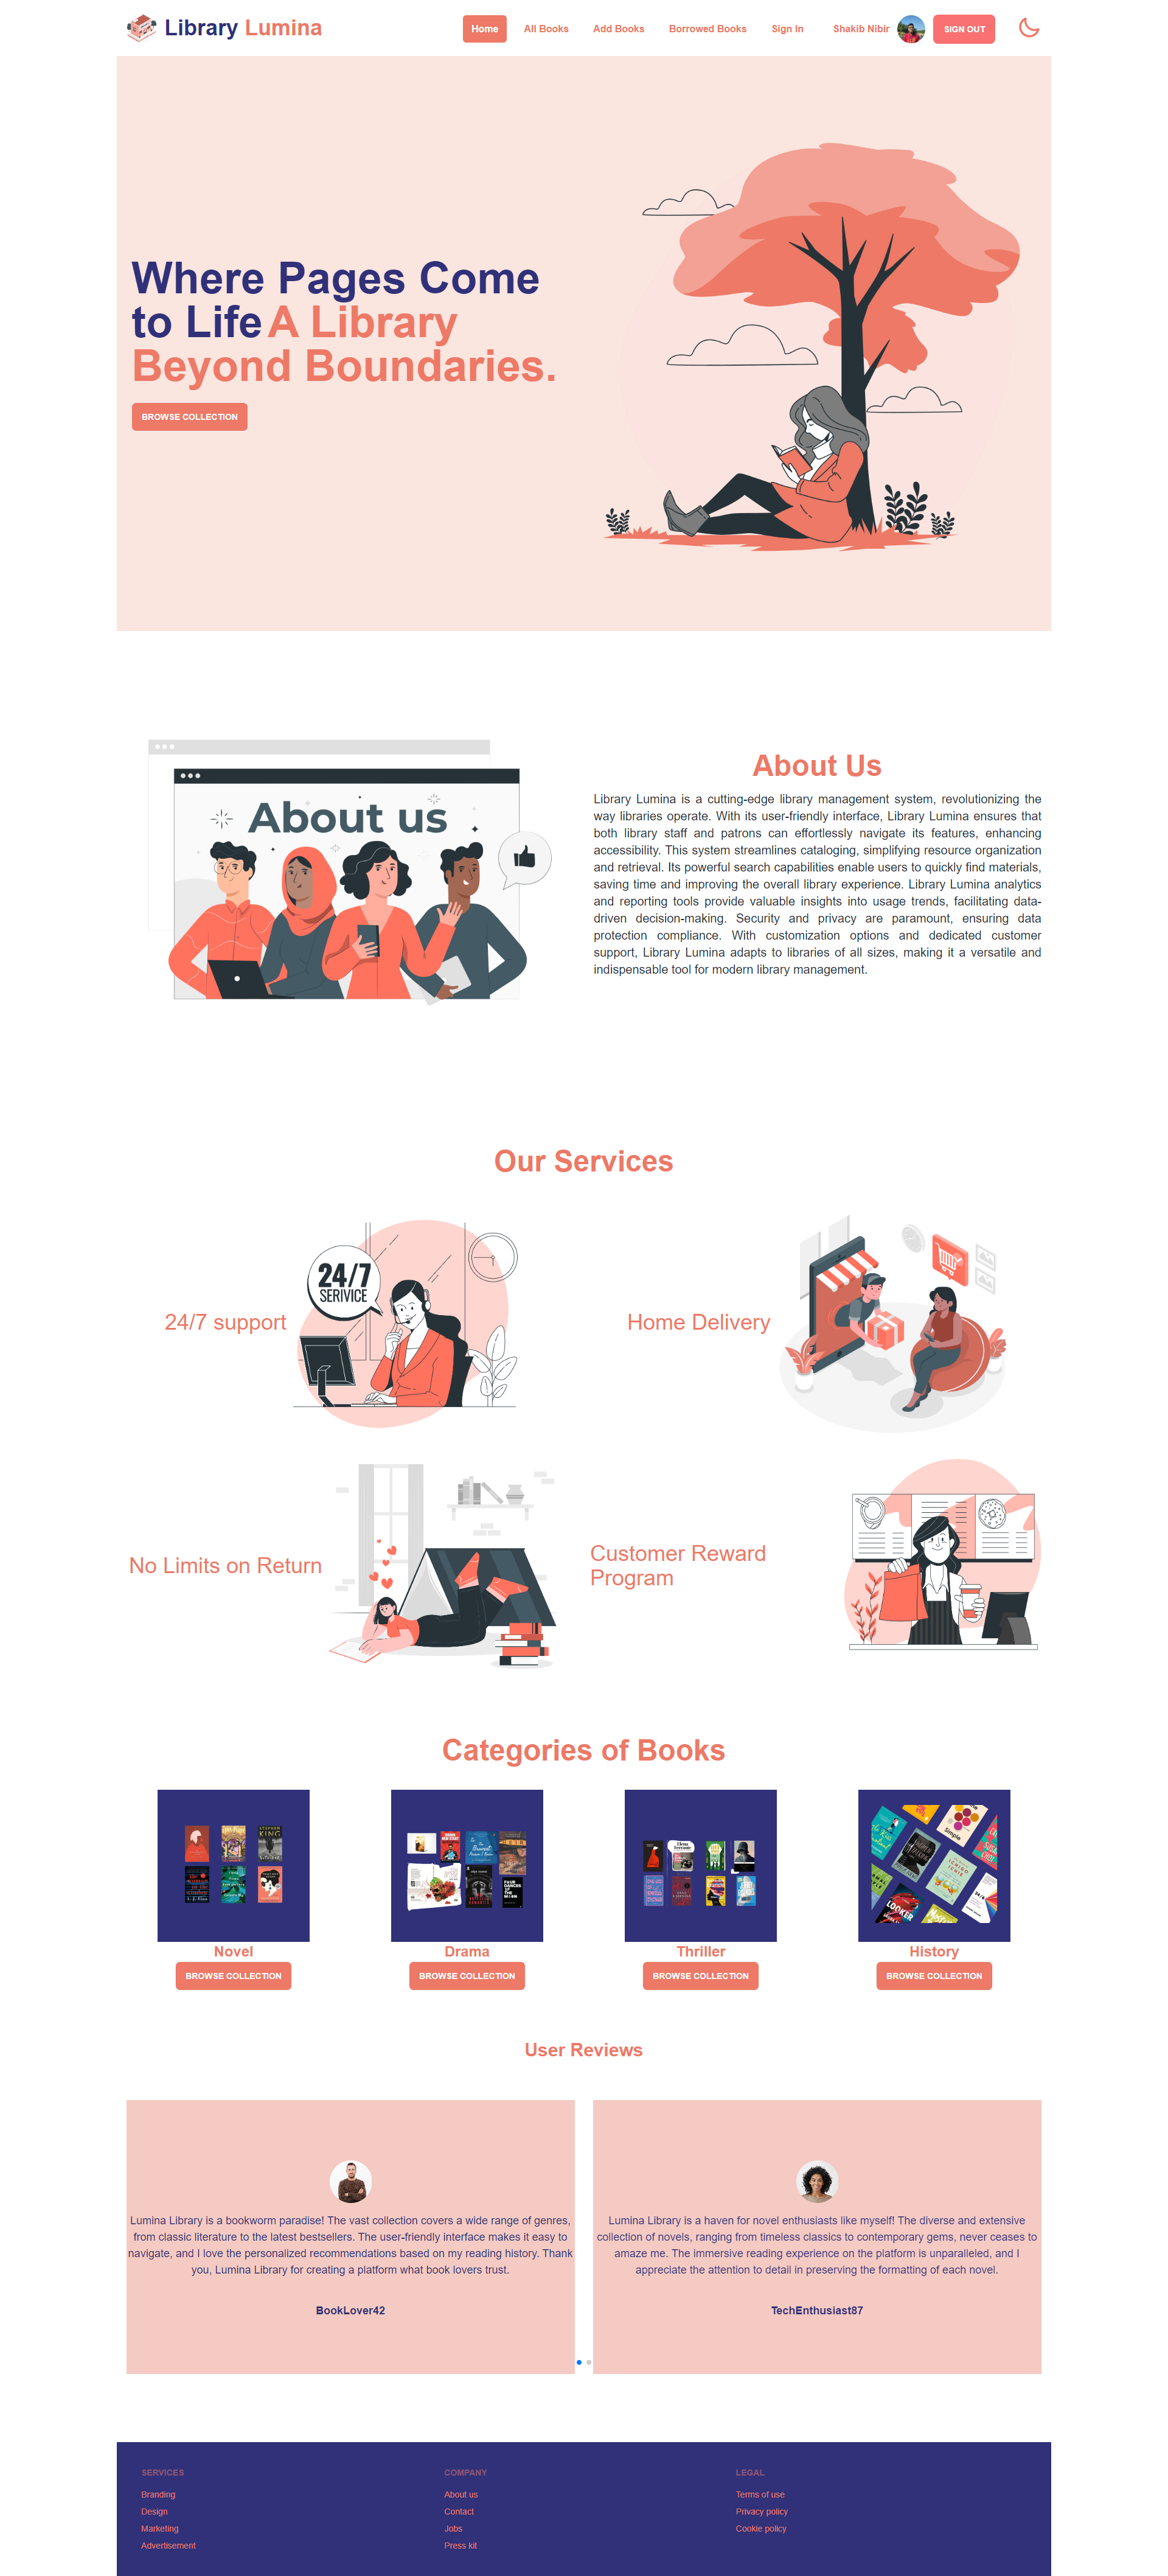 Library Lumina
Home
All Books
Add Books
Borrowed Books
Sign In
Shakib Nibir
SIGN OUT
Where Pages Come
to Life A Library
Beyond Boundaries.
BROWSE COLLECTION
About us
About Us
Library Lumina is a cutting-edge library management system, revolutionizing the
way libraries operate. With its user-friendly interface, Library Lumina ensures that
both library staff and patrons can effortlessly navigate its features, enhancing
accessibility. This system streamlines cataloging, simplifying resource organization
and retrieval. Its powerful search capabilities enable users to quickly find materials,
saving time and improving the overall library experience. Library Lumina analytics
and reporting tools provide valuable insights into usage trends, facilitating data-
driven decision-making. Security and privacy are paramount, ensuring data
protection compliance. With customization options and dedicated customer
support, Library Lumina adapts to libraries of all sizes, making it a versatile and
indispensable tool for modern library management.
Our Services
24/7 support
24/7
SERIVICE
Home Delivery
No Limits on Return
Customer Reward
Program
Categories of Books
KING
LOOKER
Simple
Novel
Drama
Thriller
History
BROWSE COLLECTION
BROWSE COLLECTION
BROWSE COLLECTION
BROWSE COLLECTION
User Reviews
Lumina Library is a bookworm paradise! The vast collection covers a wide range of genres,
from classic literature to the latest bestsellers. The user-friendly interface makes it easy to
navigate, and I love the personalized recommendations based on my reading history. Thank
you, Lumina Library for creating a platform what book lovers trust.
BookLover42
Lumina Library is a haven for novel enthusiasts like myself! The diverse and extensive
collection of novels, ranging from timeless classics to contemporary gems, never ceases to
amaze me. The immersive reading experience on the platform is unparalleled, and I
appreciate the attention to detail in preserving the formatting of each novel.
TechEnthusiast87
SERVICES
Branding
Design
Marketing
Advertisement
COMPANY
About us
Contact
Jobs
Press kit
LEGAL
Terms of use
Privacy policy
Cookie policy